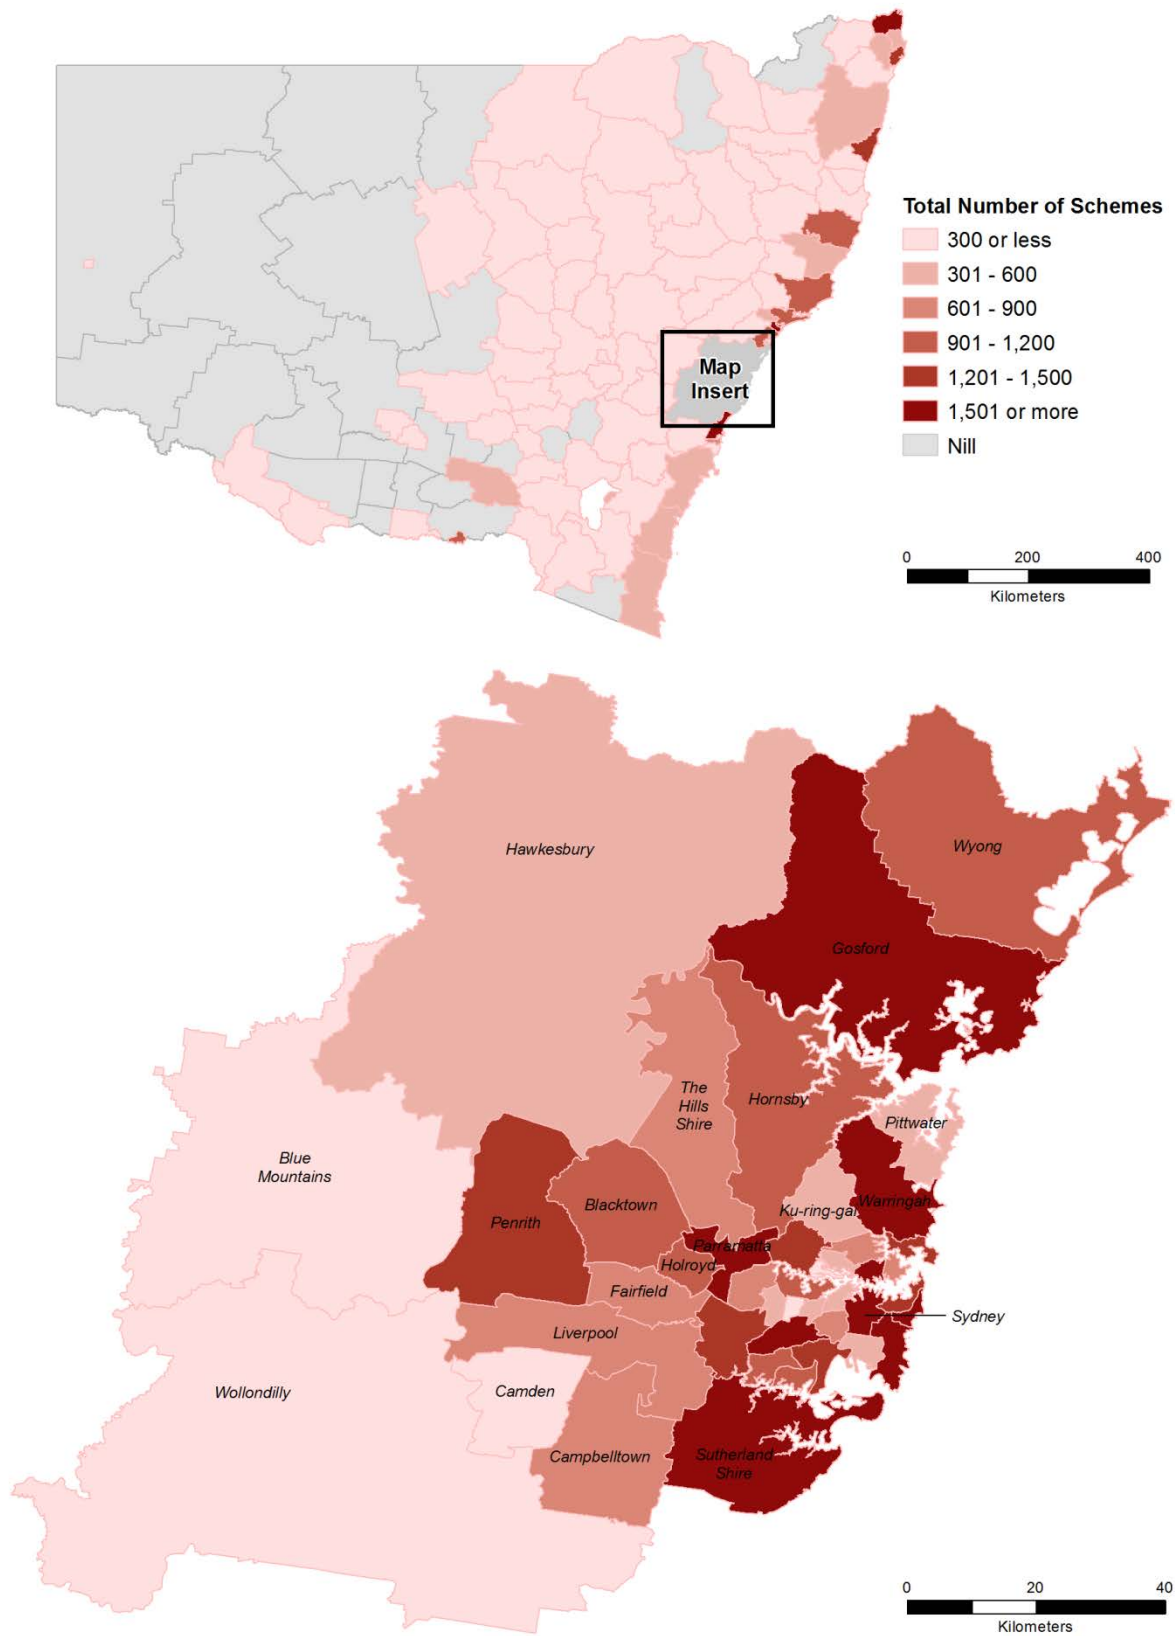 Total Number of Schemes
300 or less
301 - 600
601 - 900
901 - 1,200
1,201 - 1,500
1,501 or more
Nill
Map
Insert
0 200 400
Kilometers
Hawkesbury
Wyong
Gosford
The
Hills
Shire
Hornsby
Pittwater
Blue
Mountains
Penrith
Blacktown
Ku-ring-gai
Warringah
Parramatta
Holroyd
Fairfield
Liverpool
Sydney
Wollondilly
Camden
Campbelltown
Sutherland
Shire
0 20 40
Kilometers